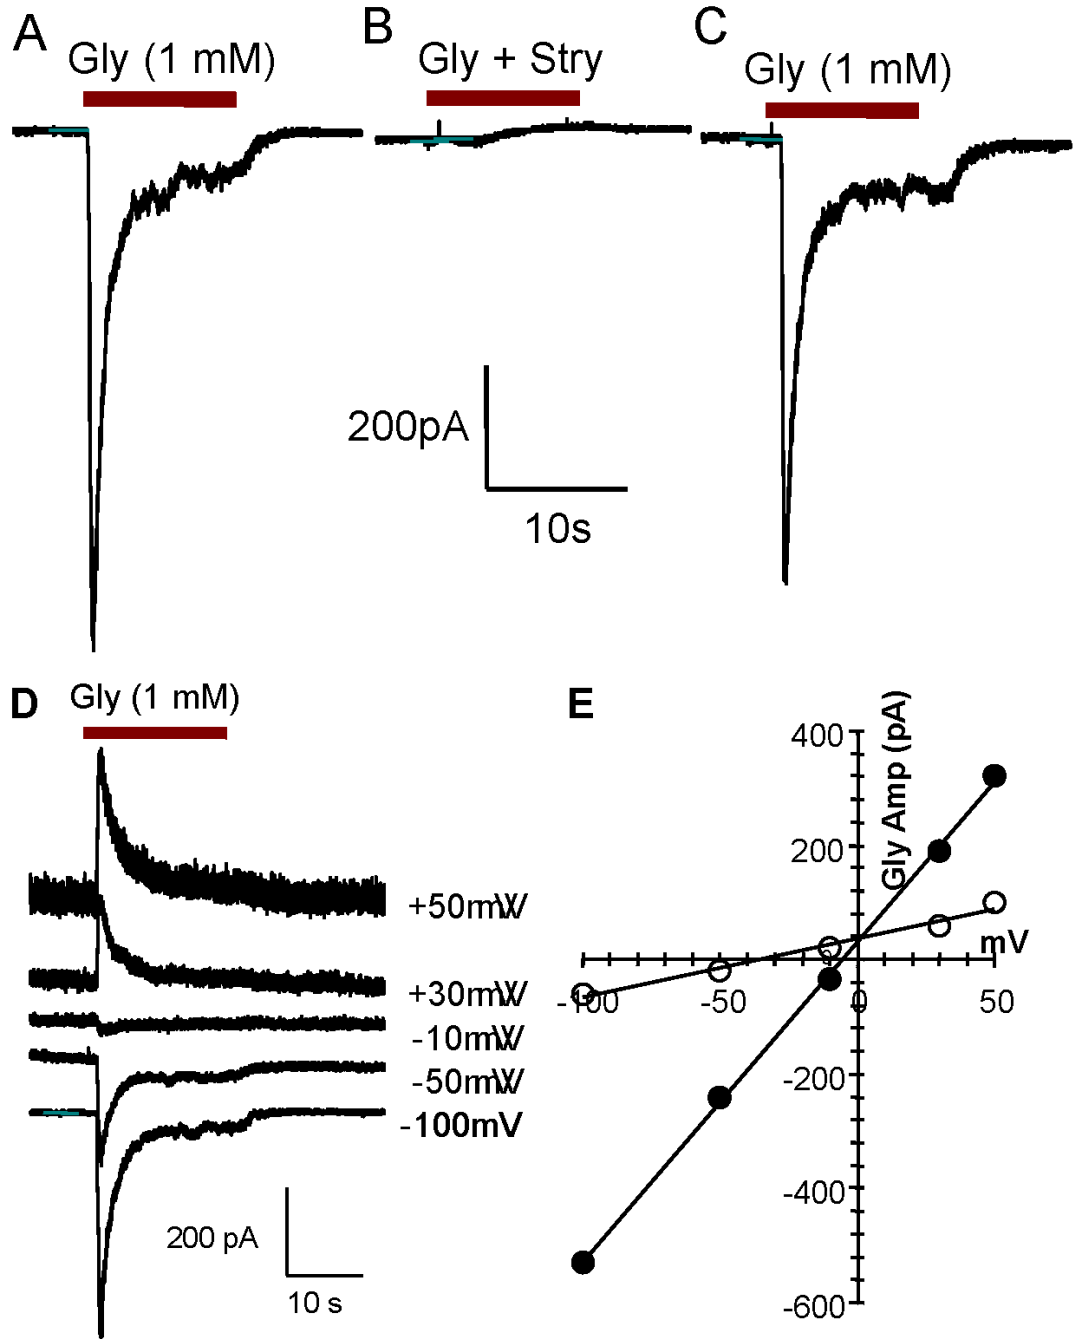 A
Gly (1 mM)
B
Gly + Stry
C
Gly (1 mM)
200pA
10s
D
Gly (1 mM)
+50mV
+30mV
-10mV
-50mV
-100mV
200 pA
10 s
E
Gly Amp (pA)
400
200
mV
-100
-50
0
50
-200
-400
-600